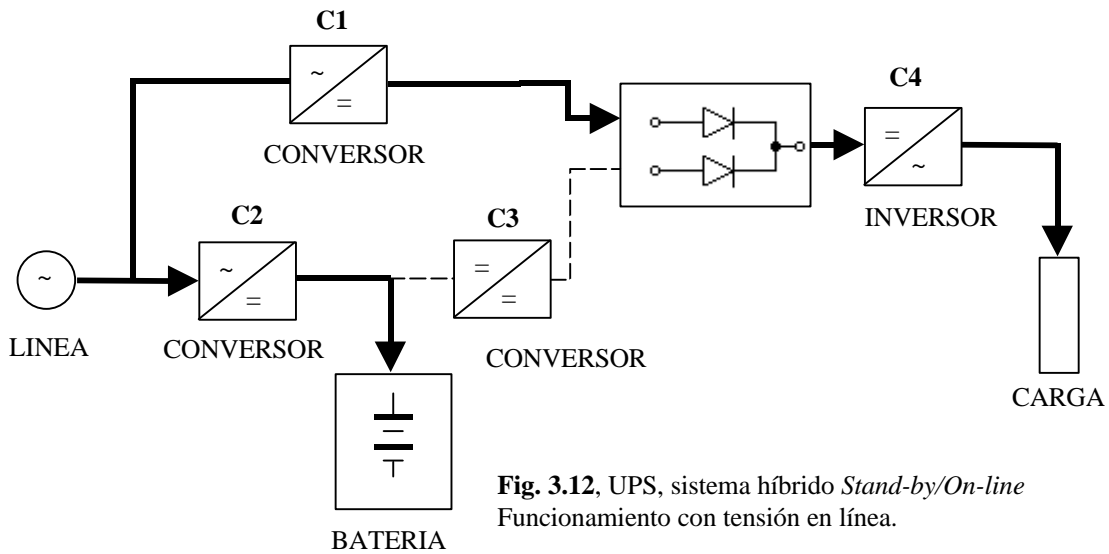 C1
~
=
CONVERSOR
C4
=
~
INVERSOR
C2
~
=
CONVERSOR
C3
=
=
CONVERSOR
~
LINEA
BATERIA
CARGA
Fig. 3.12, UPS, sistema híbrido Stand-by/On-line
Funcionamiento con tensión en línea.